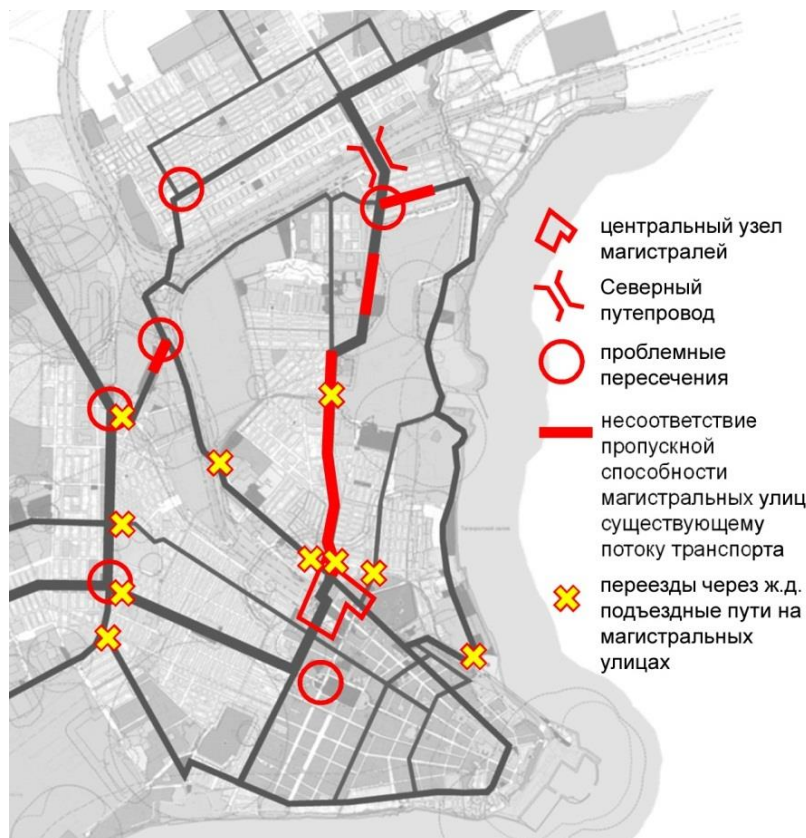 центральный узел
магистралей
Северный
путепровод
проблемные
пересечения
несоответствие
пропускной
способности
магистральных улиц
существующему
потоку транспорта
переезды через ж.д.
подъездные пути на
магистральных
улицах